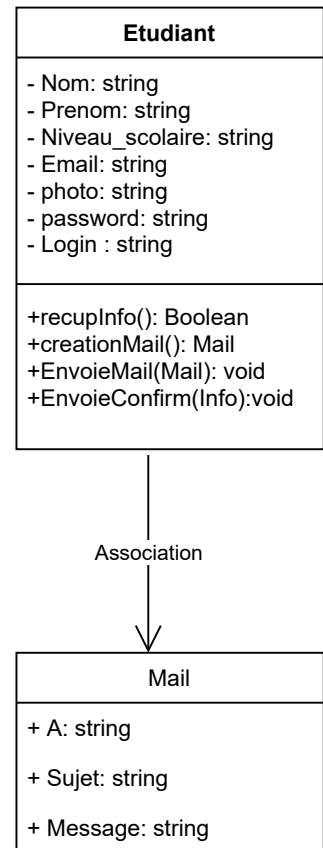 Etudiant
- Nom: string
- Prenom: string
- Niveau_scolaire: string
- Email: string
- photo: string
- password: string
- Login : string
+recupInfo(): Boolean
+creationMail(): Mail
+EnvoieMail(Mail): void
+EnvoieConfirm(Info):void
Association
Mail
+ A: string
+ Sujet: string
+ Message: string